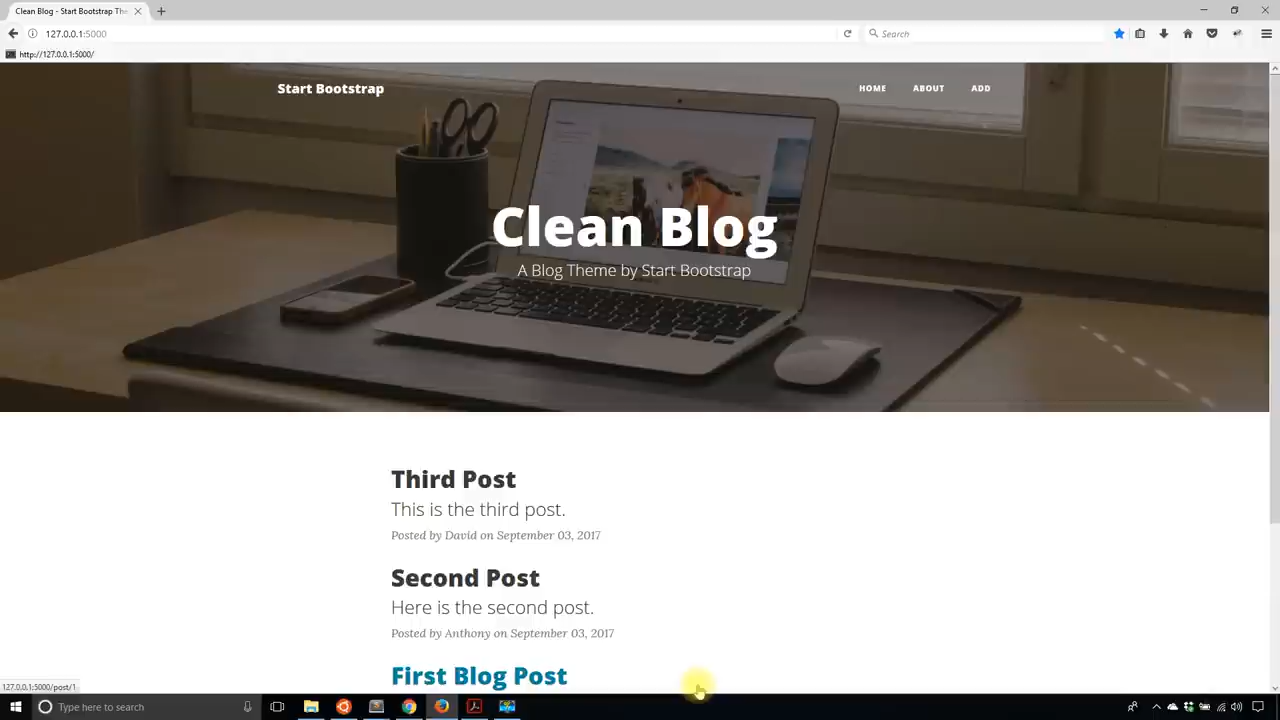 Clean Blog - Start Bootstrap The
127.0.0.1:5000
Search
http://127.0.0.1:5000/
Start Bootstrap
HOME ABOUT ADD
Clean Blog
A Blog Theme by Start Bootstrap
Third Post
This is the third post.
Posted by David on September 03, 2017
Second Post
Here is the second post.
Posted by Anthony on September 03, 2017
First Blog Post
127.0.0.1:5000/post/1
Type here to search